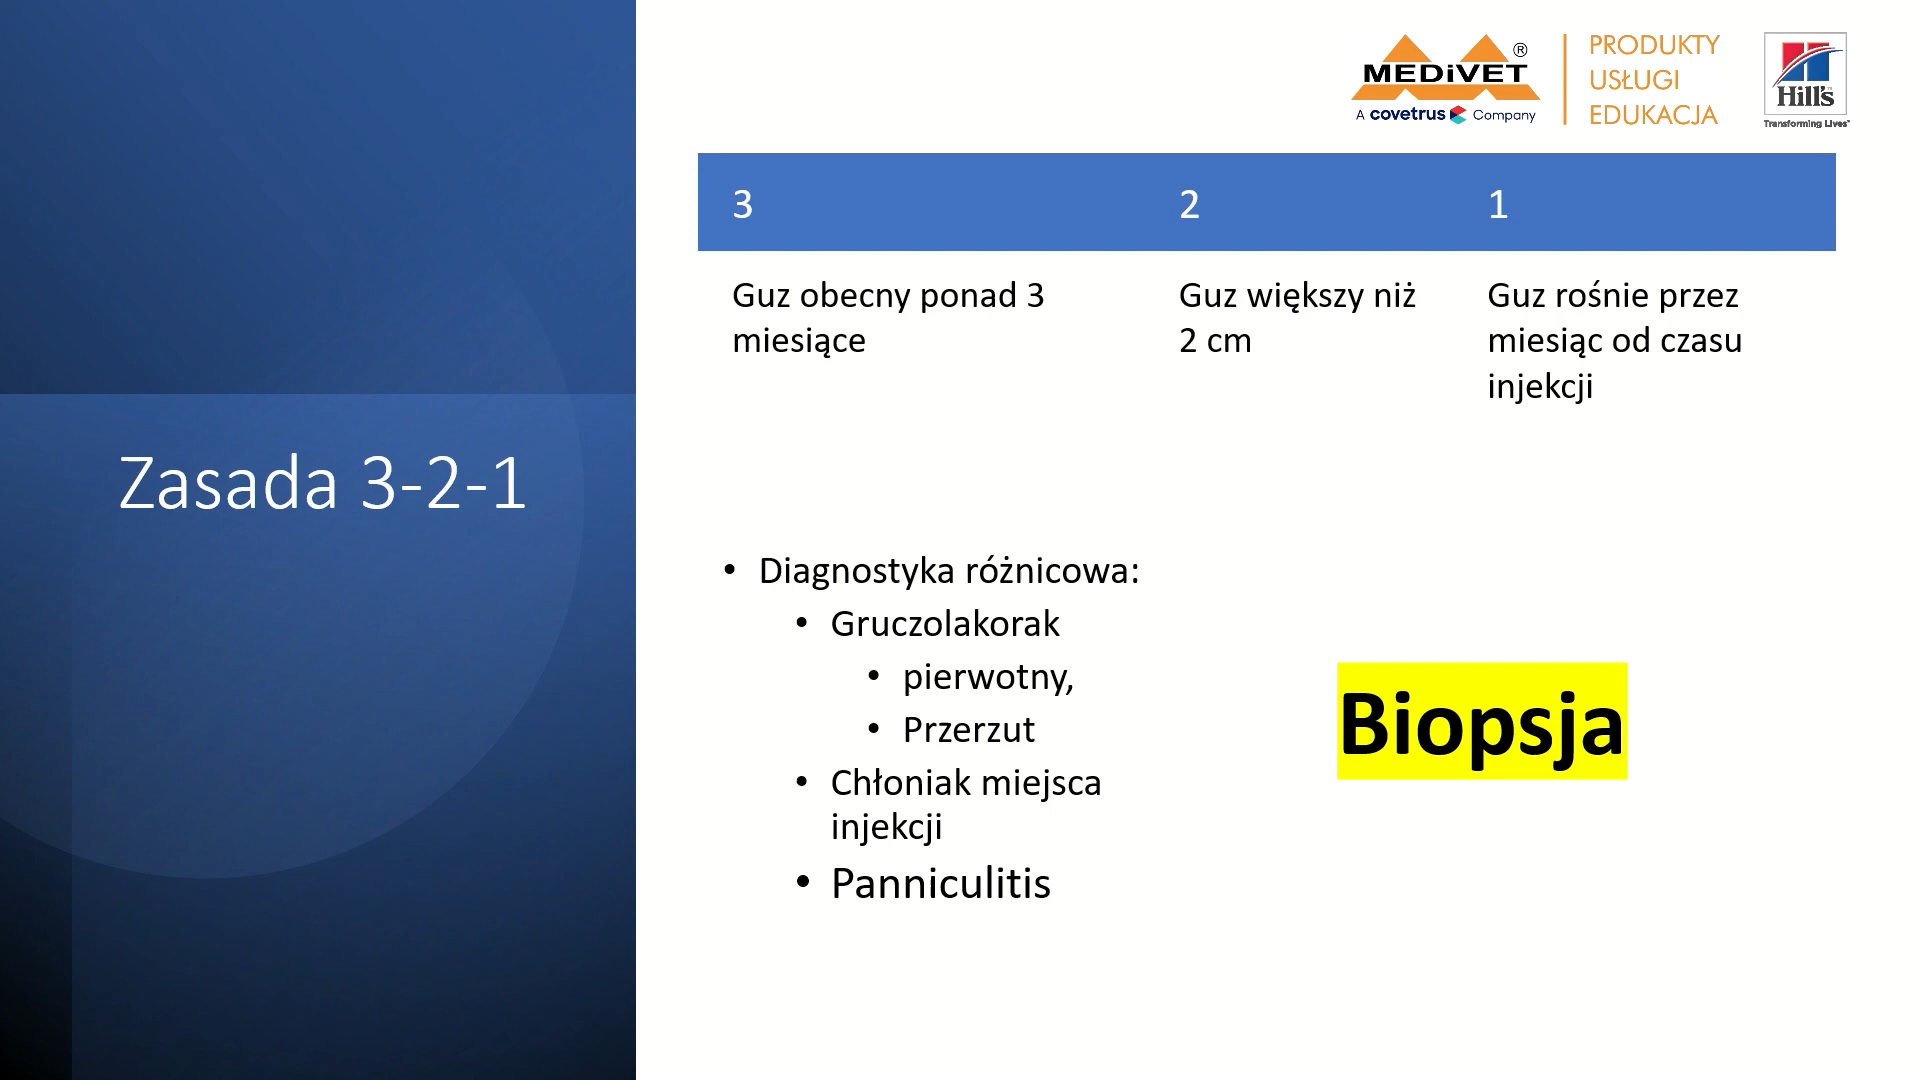 MEDiVET®
A covetrus Company
PRODUKTY
USŁUGI
EDUKACJA
Hill's
Transforming Lives
Zasada 3-2-1
3 2 1
Guz obecny ponad 3
miesiące
Guz większy niż
2 cm
Guz rośnie przez
miesiąc od czasu
injekcji
• Diagnostyka różnicowa:
• Gruczolakorak
• pierwotny,
• Przerzut
• Chłoniak miejsca
injekcji
• Panniculitis
Biopsja